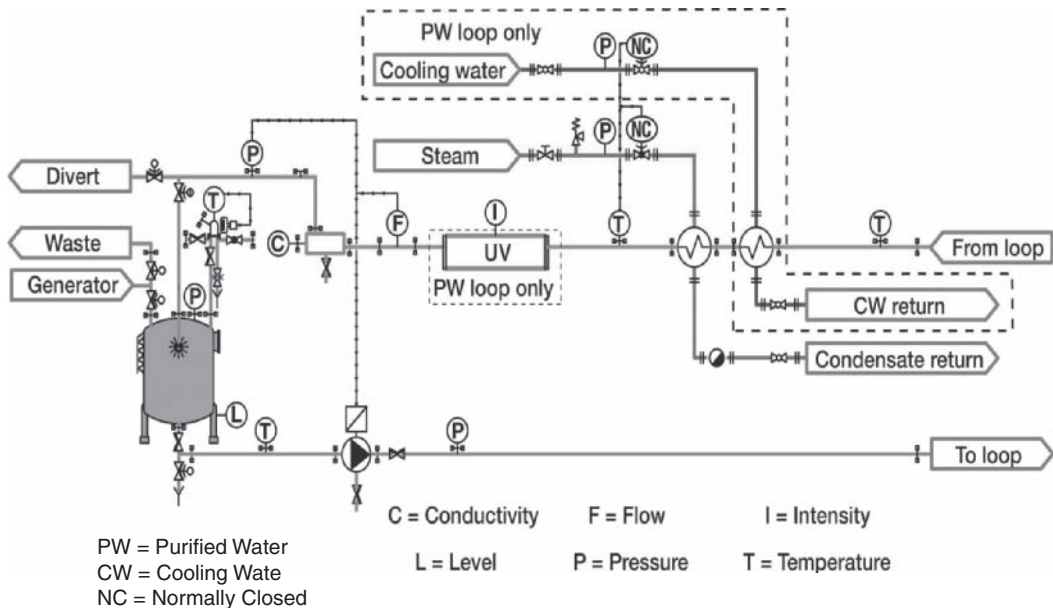 PW loop only
P
NC
Cooling water
P
NC
Steam
P
Divert
T
I
F
T
T
C
UV
From loop
Waste
PW loop only
Generator
P
CW return
Condensate return
L
T
P
To loop
C = Conductivity
F = Flow
I = Intensity
PW = Purified Water
L = Level
P = Pressure
T = Temperature
CW = Cooling Wate
NC = Normally Closed